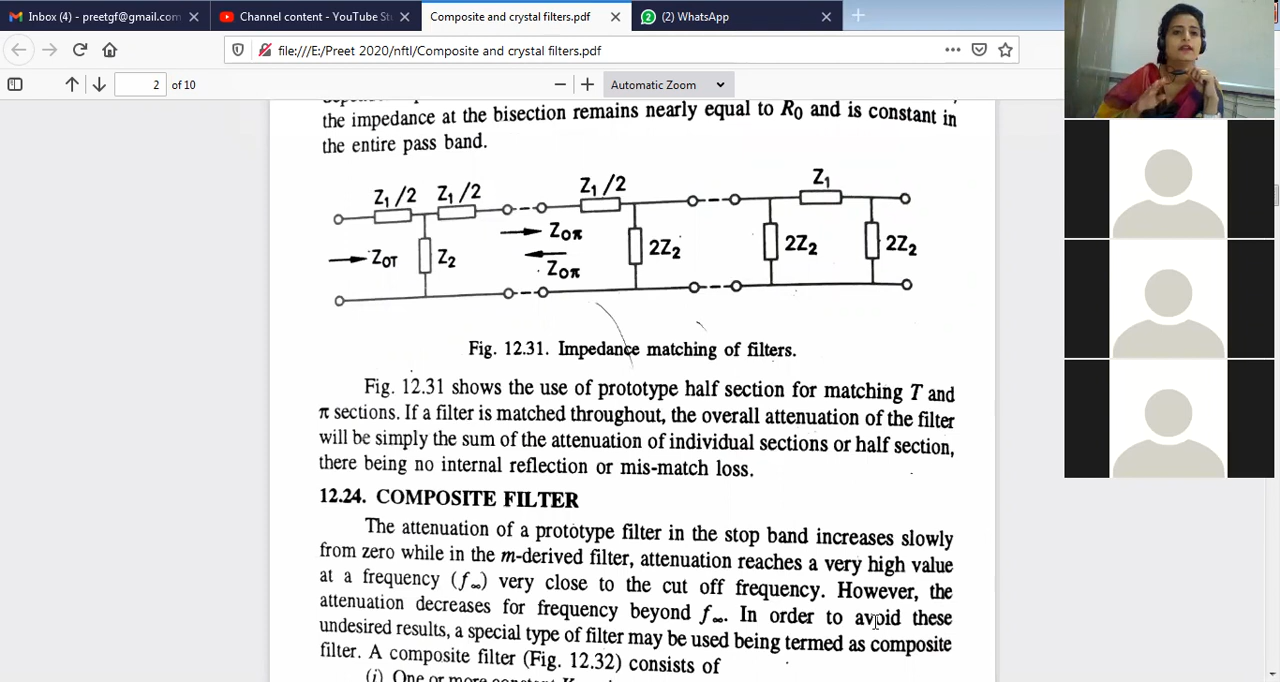 Inbox (4) - preetgf@gmail.com
Channel content - YouTube St
Composite and crystal filters.pdf
(2) WhatsApp
file:///E:/Preet 2020/nftl/Composite and crystal filters.pdf
2 of 10
Automatic Zoom
the impedance at the bisection remains nearly equal to R0 and is constant in
the entire pass band.
Z1/2 Z1/2 Z1/2 Z1
ZOT Z2 ZOπ 2Z2 2Z2 2Z2
ZOπ
Fig. 12.31. Impedance matching of filters.
Fig. 12.31 shows the use of prototype half section for matching T and
π sections. If a filter is matched throughout, the overall attenuation of the filter
will be simply the sum of the attenuation of individual sections or half section,
there being no internal reflection or mis-match loss.
12.24. COMPOSITE FILTER
The attenuation of a prototype filter in the stop band increases slowly
from zero while in the m-derived filter, attenuation reaches a very high value
at a frequency (f∞) very close to the cut off frequency. However, the
attenuation decreases for frequency beyond f∞. In order to avoid these
undesired results, a special type of filter may be used being termed as composite
filter. A composite filter (Fig. 12.32) consists of
(i) One or more constant K